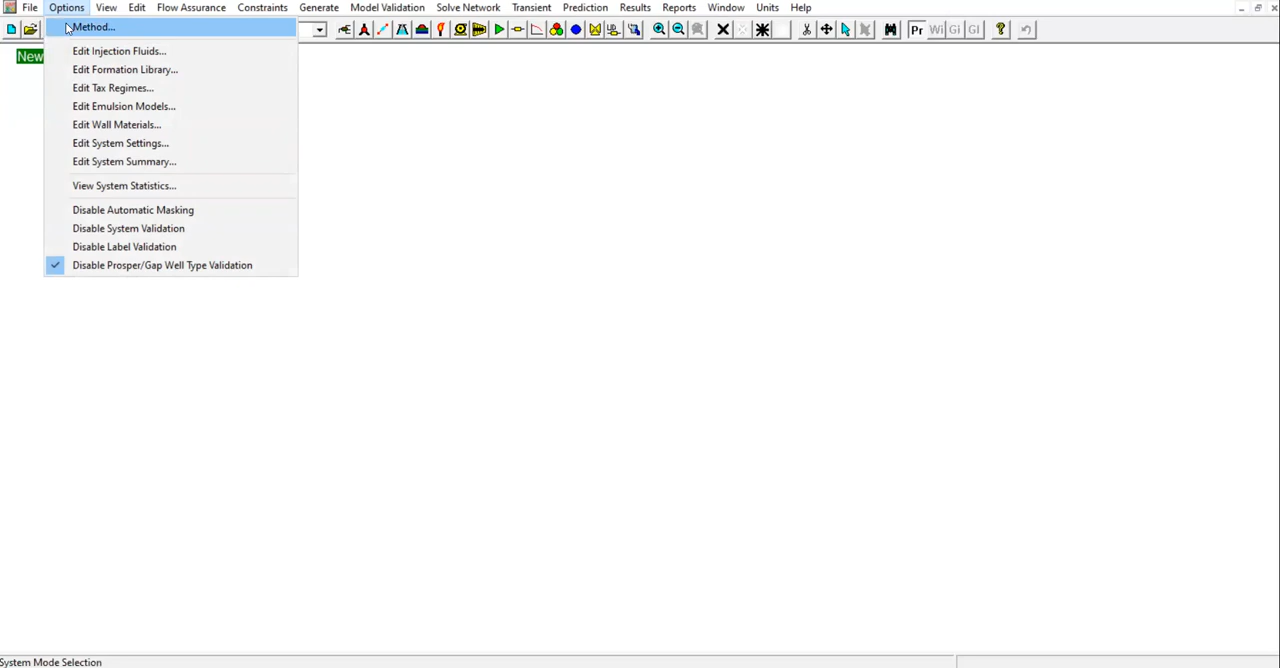 File Options View Edit Flow Assurance Constraints Generate Model Validation Solve Network Transient Prediction Results Reports Window Units Help
Pr Wi Gi GI
New
Method...
Edit Injection Fluids...
Edit Formation Library...
Edit Tax Regimes...
Edit Emulsion Models...
Edit Wall Materials...
Edit System Settings...
Edit System Summary...
View System Statistics...
Disable Automatic Masking
Disable System Validation
Disable Label Validation
Disable Prosper/Gap Well Type Validation
System Mode Selection